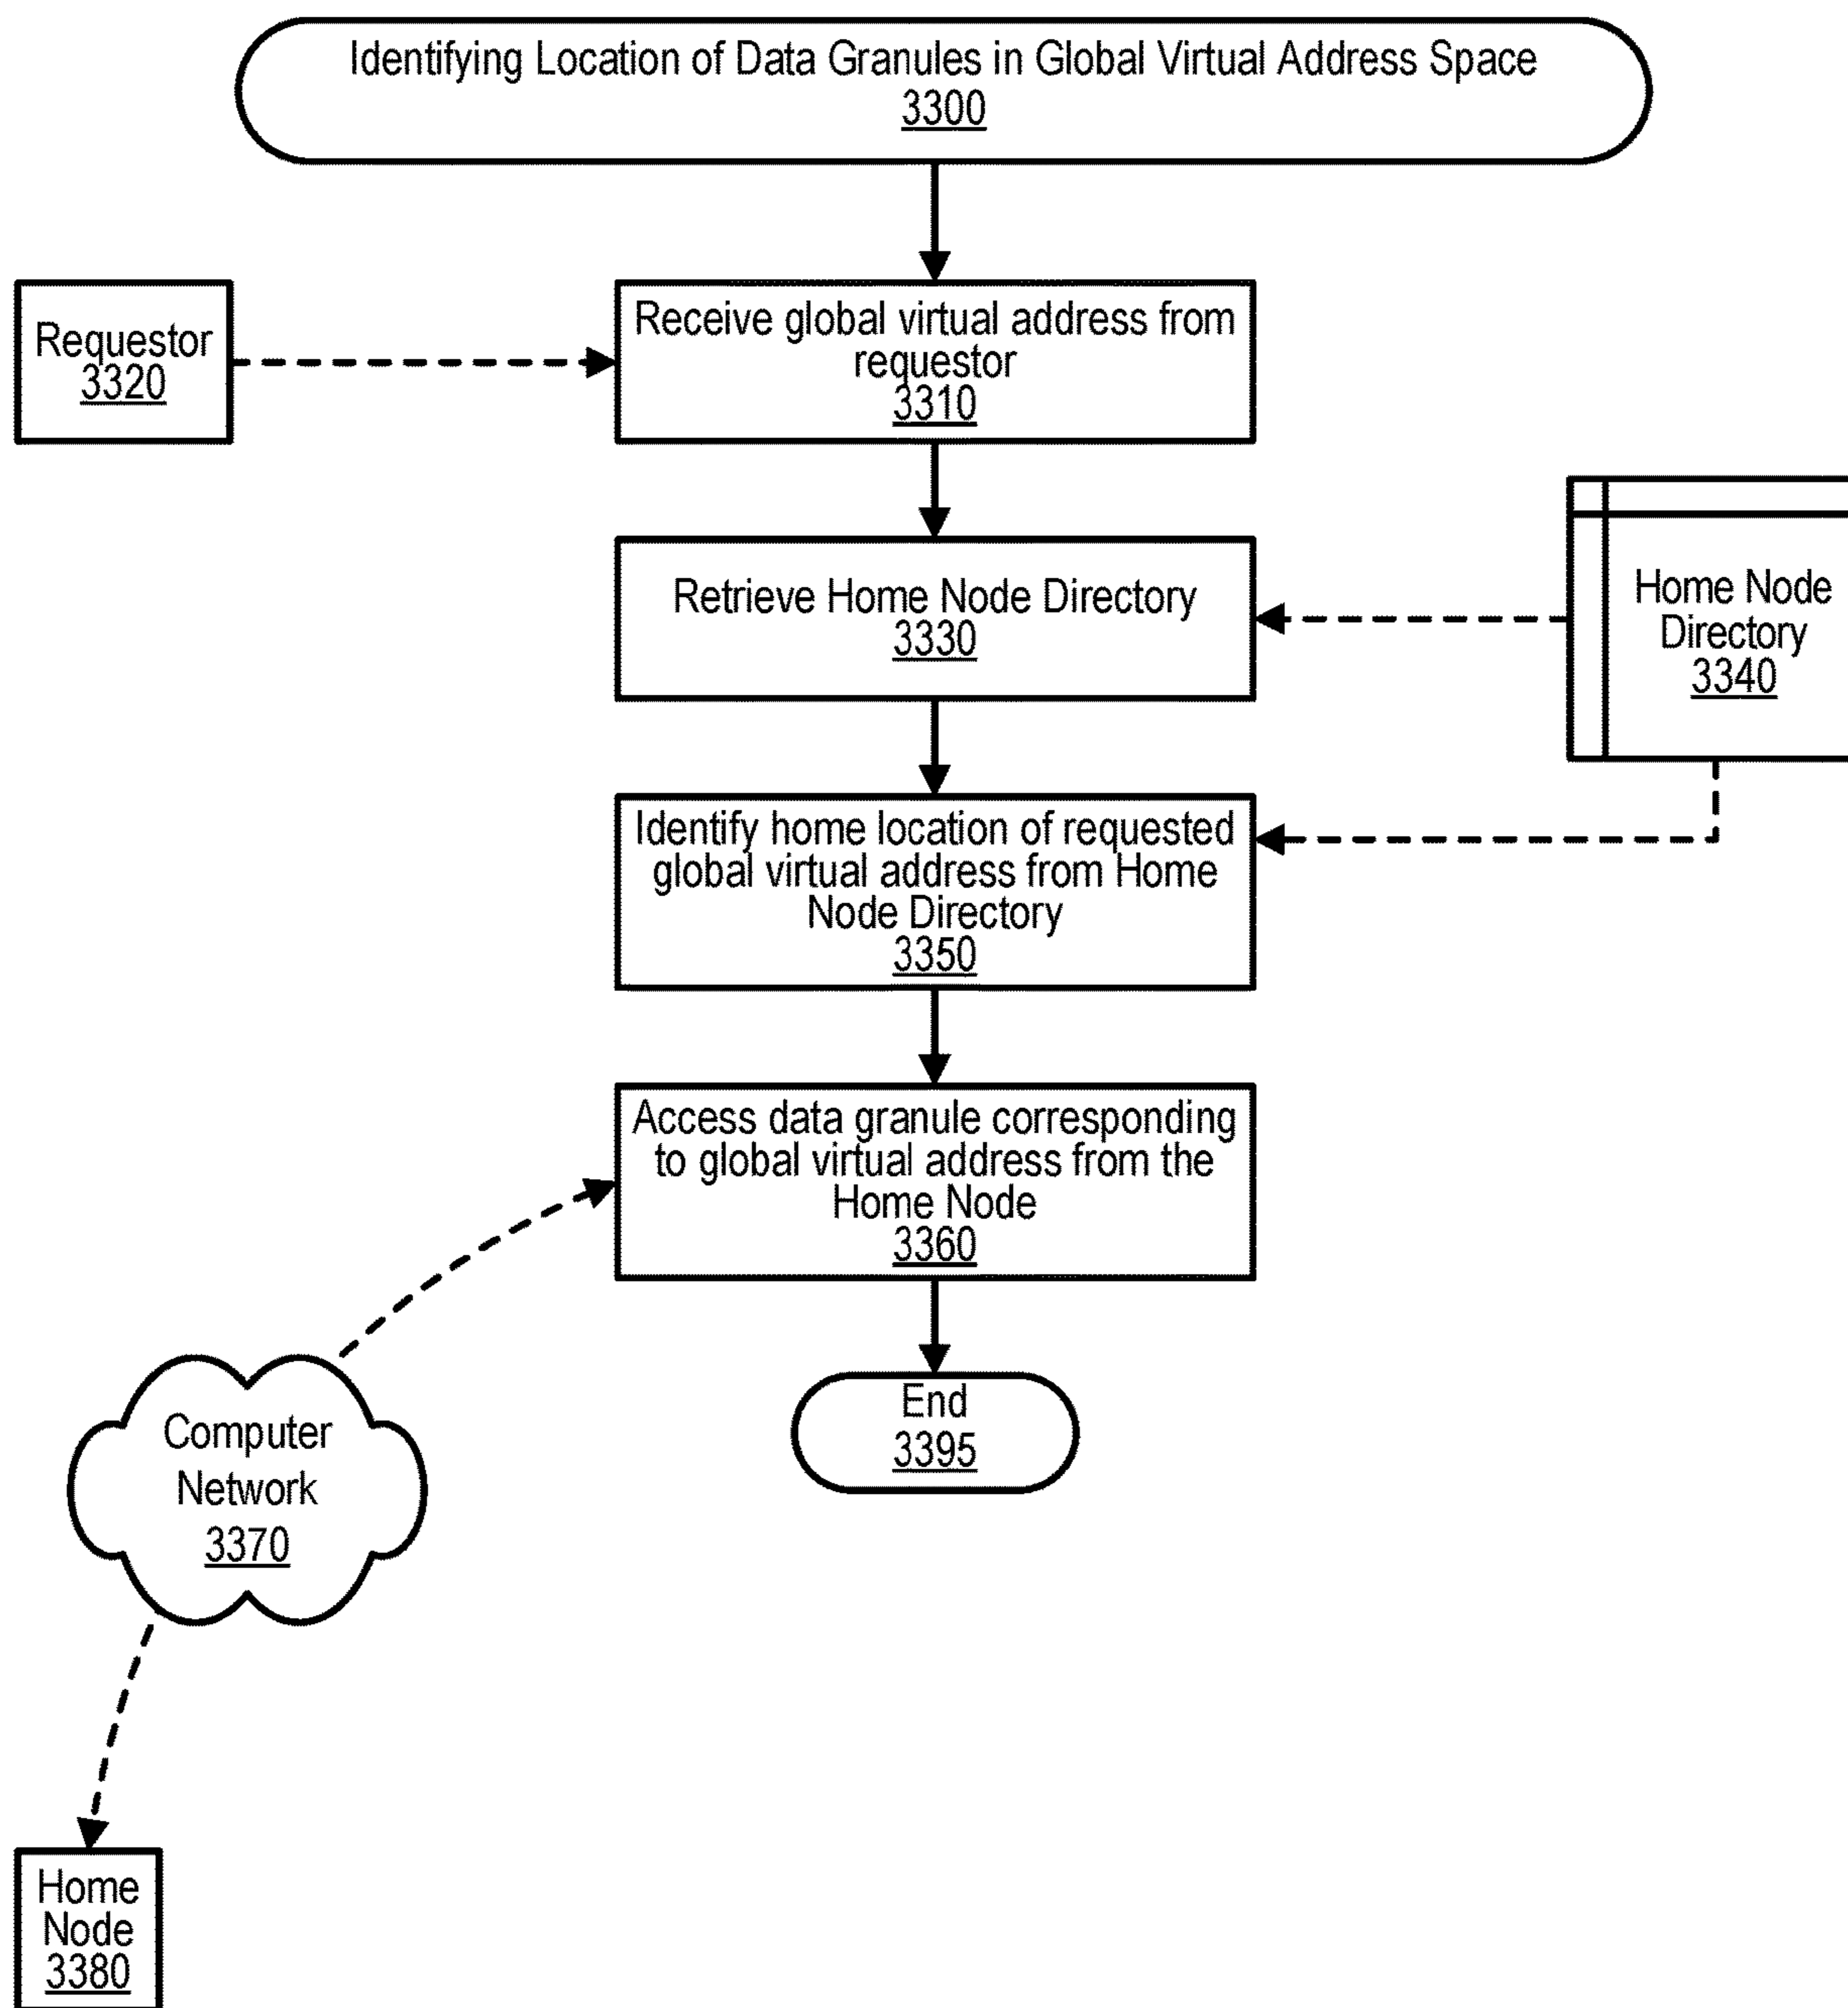 Identifying Location of Data Granules in Global Virtual Address Space
3300
Requestor
3320
Receive global virtual address from
requestor
3310
Retrieve Home Node Directory
3330
Home Node
Directory
3340
Identify home location of requested
global virtual address from Home
Node Directory
3350
Access data granule corresponding
to global virtual address from the
Home Node
3360
Computer
Network
3370
End
3395
Home
Node
3380